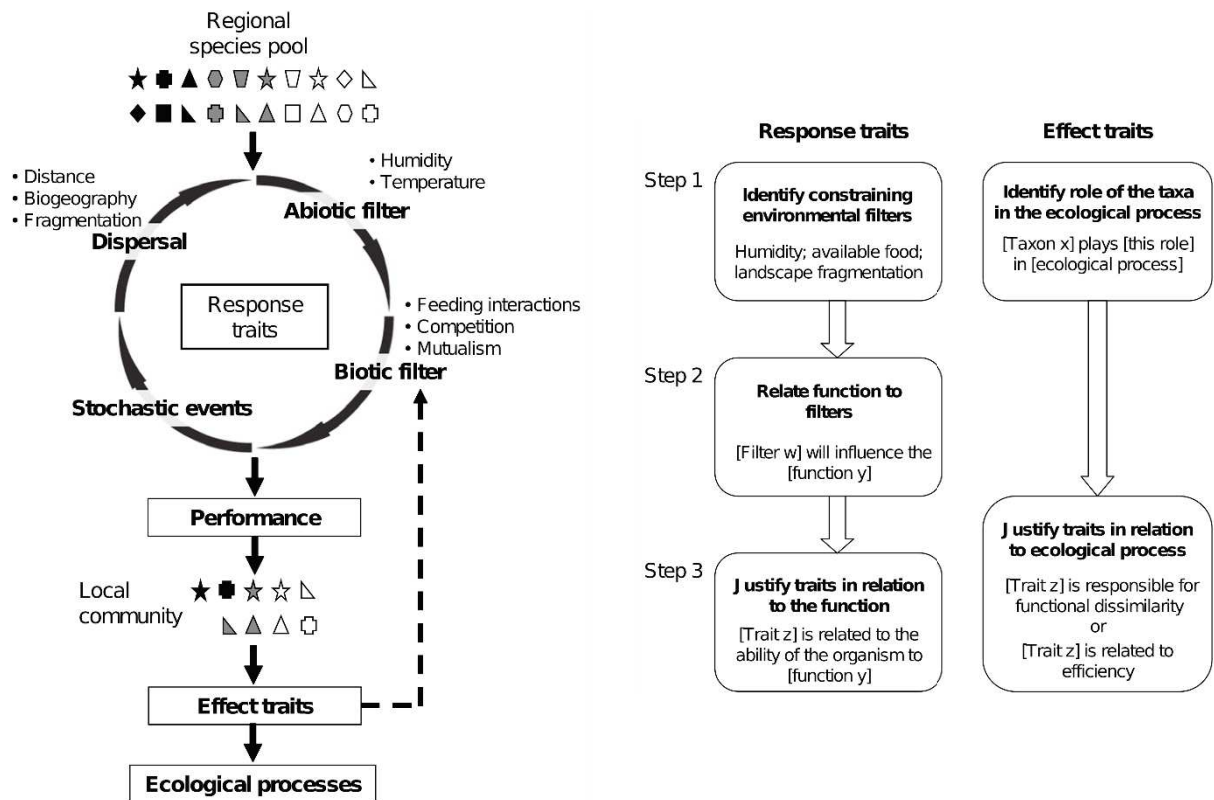 Regional
species pool
• Distance
• Biogeography
• Fragmentation
Dispersal
• Humidity
• Temperature
Abiotic filter
Response
traits
• Feeding interactions
• Competition
• Mutualism
Biotic filter
Stochastic events
Performance
Local
community
Effect traits
Ecological processes
Response traits
Effect traits
Step 1
Identify constraining
environmental filters
Humidity; available food;
landscape fragmentation
Identify role of the taxa
in the ecological process
[Taxon x] plays [this role]
in [ecological process]
Step 2
Relate function to
filters
[Filter w] will influence the
[function y]
Step 3
Justify traits in relation
to the function
[Trait z] is related to the
ability of the organism to
[function y]
Justify traits in relation
to ecological process
[Trait z] is responsible for
functional dissimilarity
or
[Trait z] is related to
efficiency